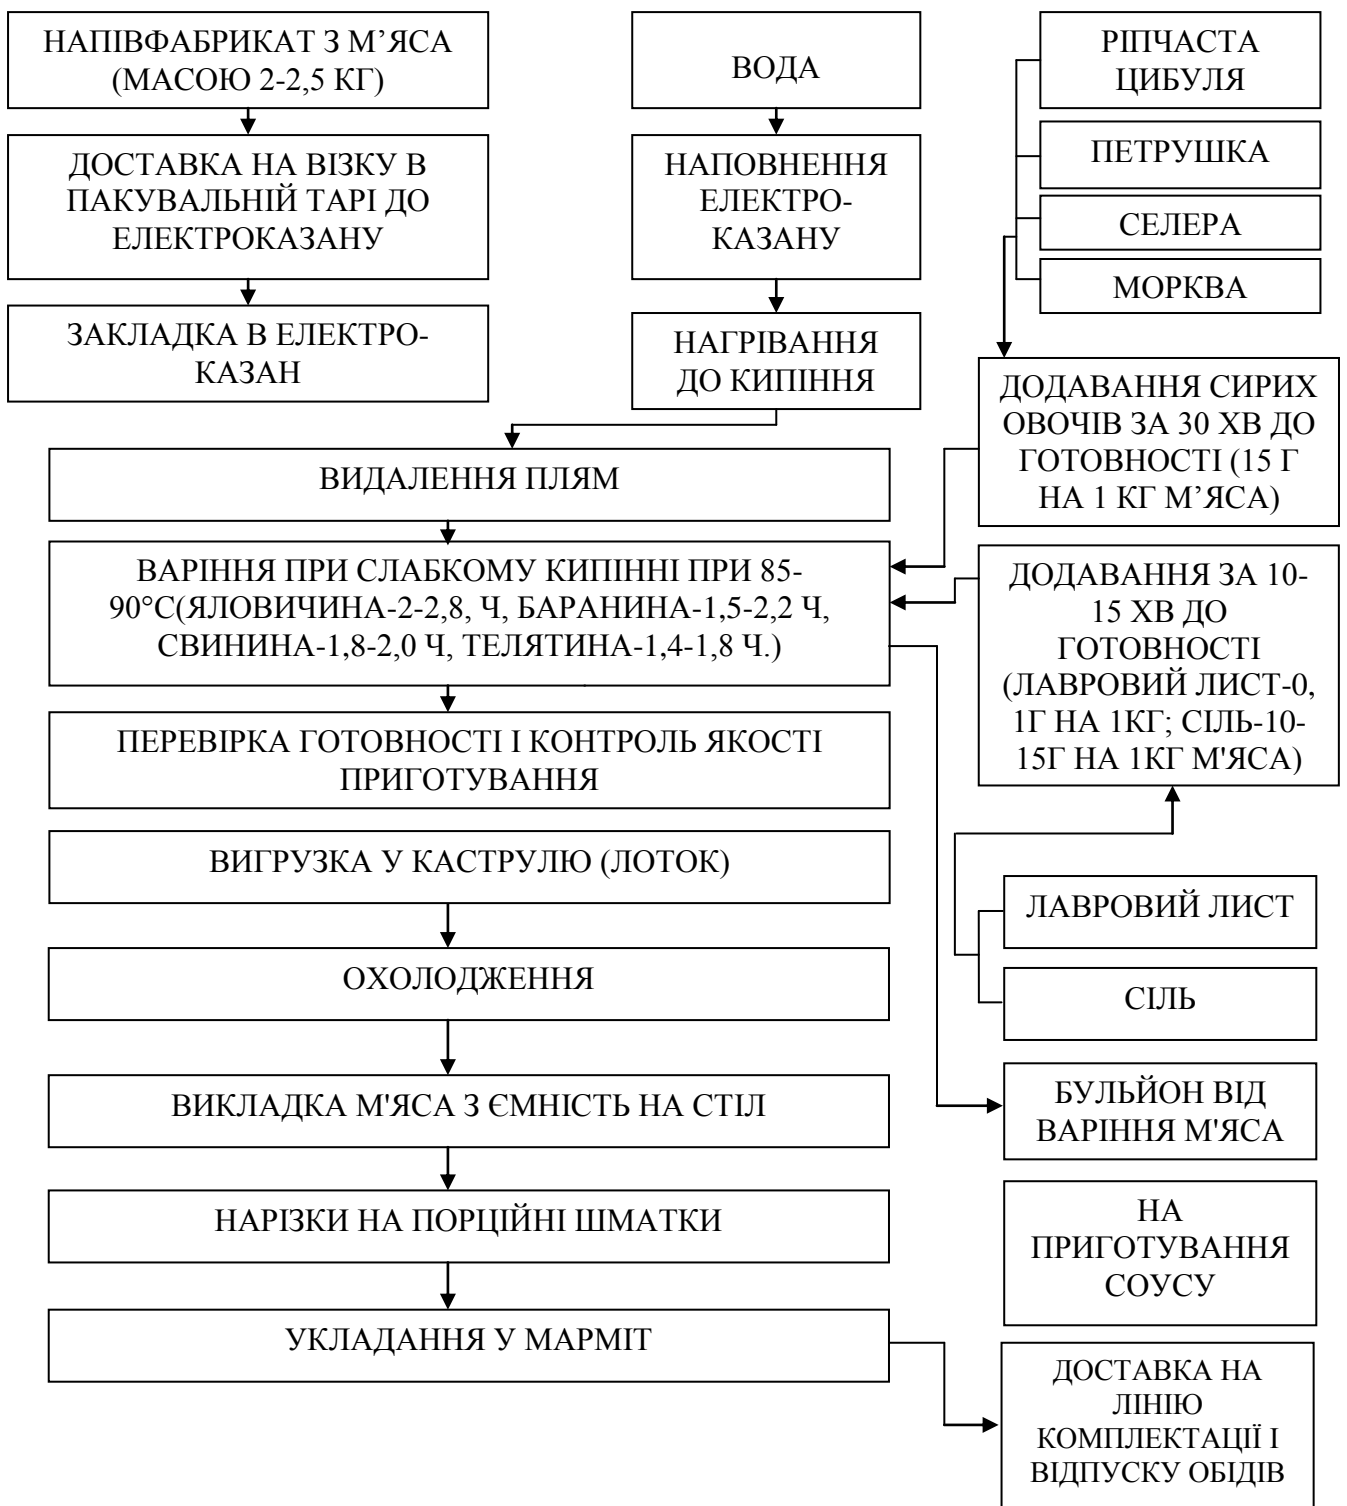 НАПІВФАБРИКАТ З М’ЯСА
(МАСОЮ 2-2,5 КГ)
ВОДА
РІПЧАСТА
ЦИБУЛЯ
ДОСТАВКА НА ВІЗКУ В
ПАКУВАЛЬНІЙ ТАРІ ДО
ЕЛЕКТРОКАЗАНУ
НАПОВНЕННЯ
ЕЛЕКТРО-
КАЗАНУ
ПЕТРУШКА
СЕЛЕРА
МОРКВА
ЗАКЛАДКА В ЕЛЕКТРО-
КАЗАН
НАГРІВАННЯ
ДО КИПІННЯ
ДОДАВАННЯ СИРИХ
ОВОЧІВ ЗА 30 ХВ ДО
ГОТОВНОСТІ (15 Г
НА 1 КГ М’ЯСА)
ВИДАЛЕННЯ ПЛЯМ
ВАРІННЯ ПРИ СЛАБКОМУ КИПІННІ ПРИ 85-
90°С(ЯЛОВИЧИНА-2-2,8, Ч, БАРАНИНА-1,5-2,2 Ч,
СВИНИНА-1,8-2,0 Ч, ТЕЛЯТИНА-1,4-1,8 Ч.)
ДОДАВАННЯ ЗА 10-
15 ХВ ДО
ГОТОВНОСТІ
(ЛАВРОВИЙ ЛИСТ-0,
1Г НА 1КГ; СІЛЬ-10-
15Г НА 1КГ М'ЯСА)
ПЕРЕВІРКА ГОТОВНОСТІ І КОНТРОЛЬ ЯКОСТІ
ПРИГОТУВАННЯ
ВИГРУЗКА У КАСТРУЛЮ (ЛОТОК)
ЛАВРОВИЙ ЛИСТ
ОХОЛОДЖЕННЯ
СІЛЬ
ВИКЛАДКА М'ЯСА З ЄМНІСТЬ НА СТІЛ
БУЛЬЙОН ВІД
ВАРІННЯ М'ЯСА
НАРІЗКИ НА ПОРЦІЙНІ ШМАТКИ
НА
ПРИГОТУВАННЯ
СОУСУ
УКЛАДАННЯ У МАРМІТ
ДОСТАВКА НА
ЛІНІЮ
КОМПЛЕКТАЦІЇ І
ВІДПУСКУ ОБІДІВ